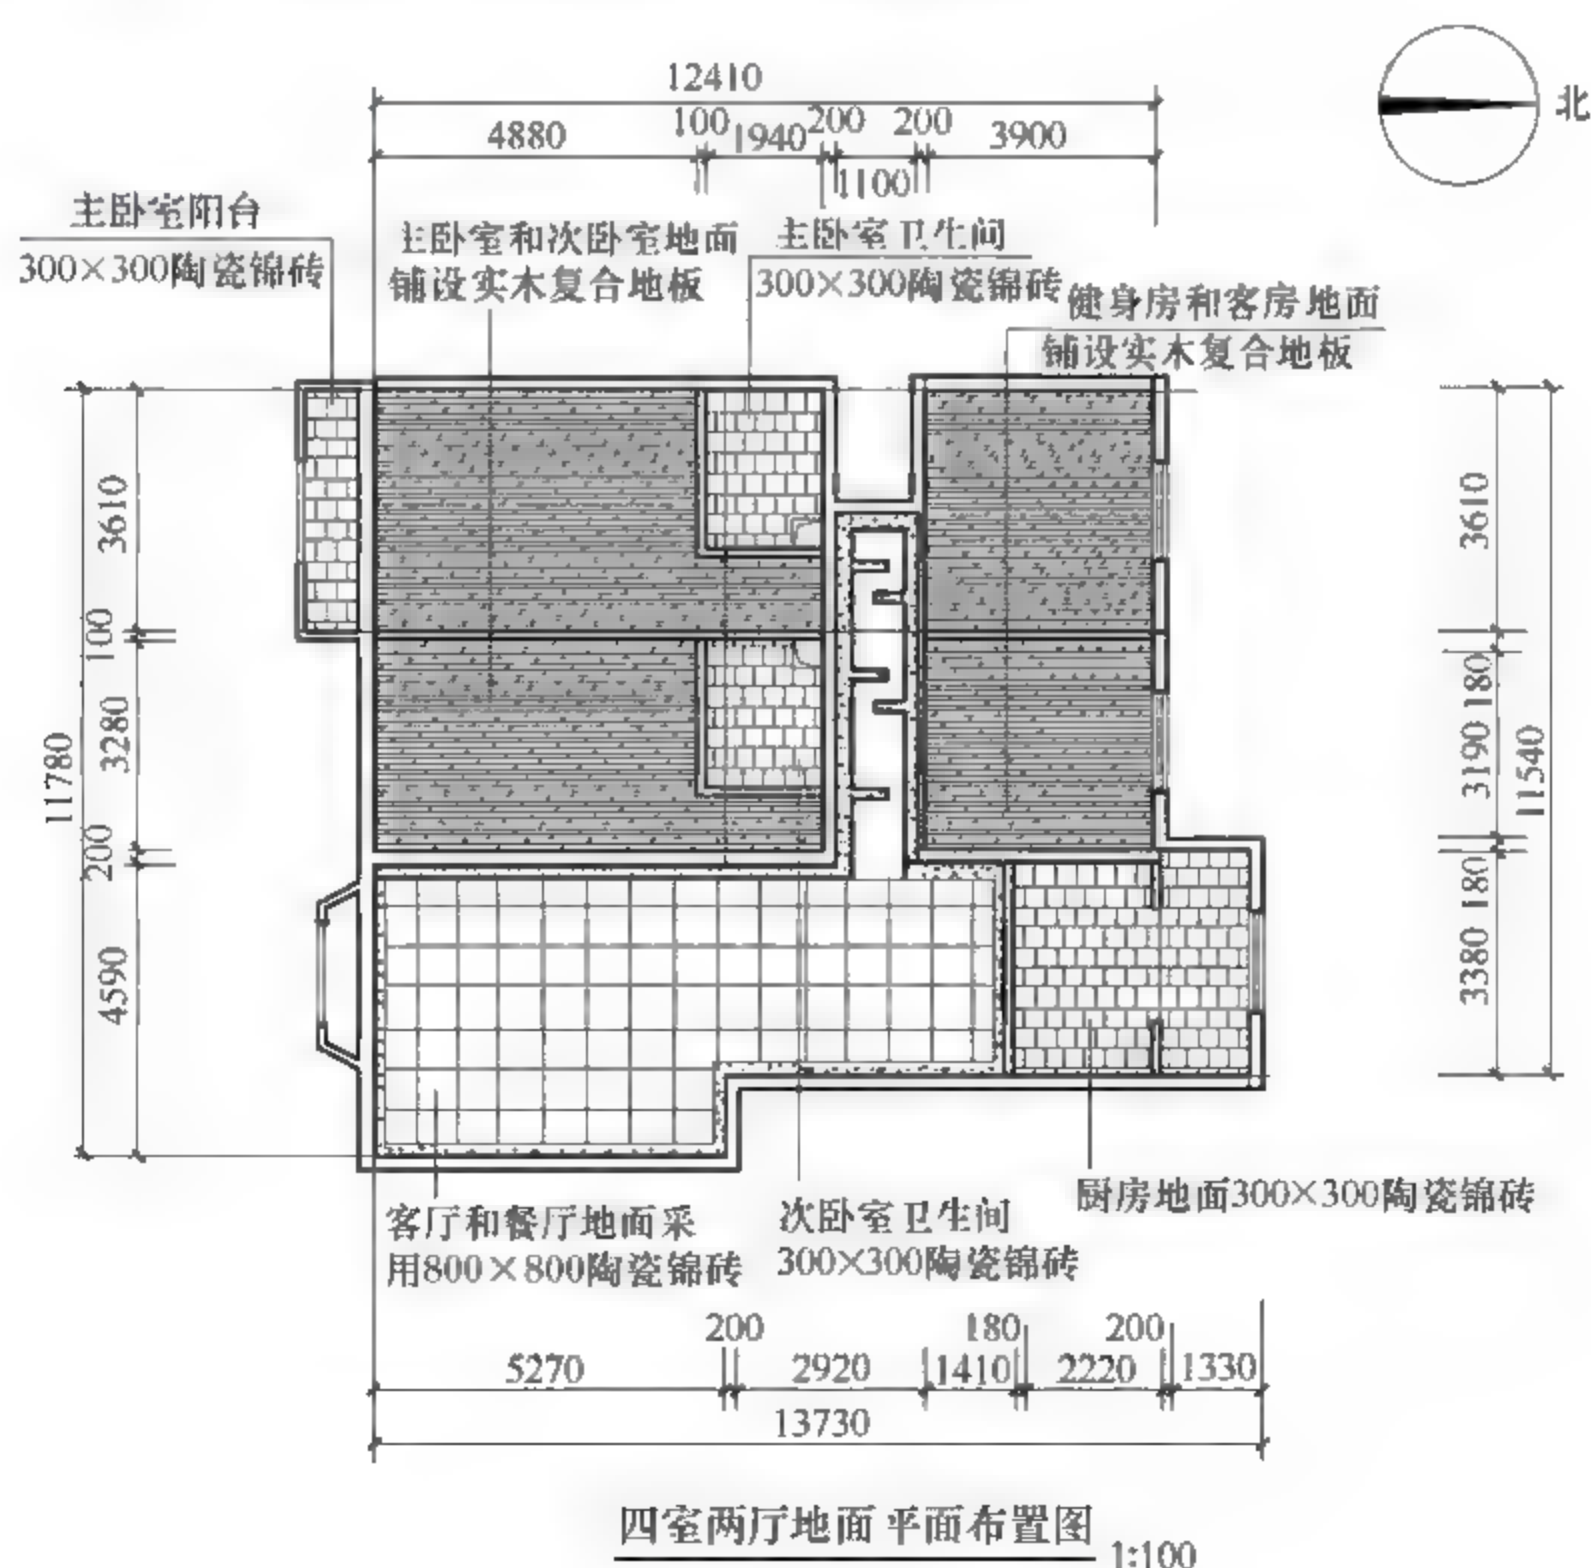 12410
北
4880
100
1940
200
1100
200
3900
主卧室阳台
300×300陶瓷锦砖
主卧室和次卧室地面
铺设实木复合地板
主卧室卫生间
300×300陶瓷锦砖
健身房和客房地面
铺设实木复合地板
11780
3610
100
3280
200
4590
3610
180
3190
180
3380
11540
客厅和餐厅地面采
用800×800陶瓷锦砖
次卧室卫生间
300×300陶瓷锦砖
厨房地面300×300陶瓷锦砖
5270
200
2920
1410
180
2220
200
1330
13730
四室两厅地面平面布置图
1:100